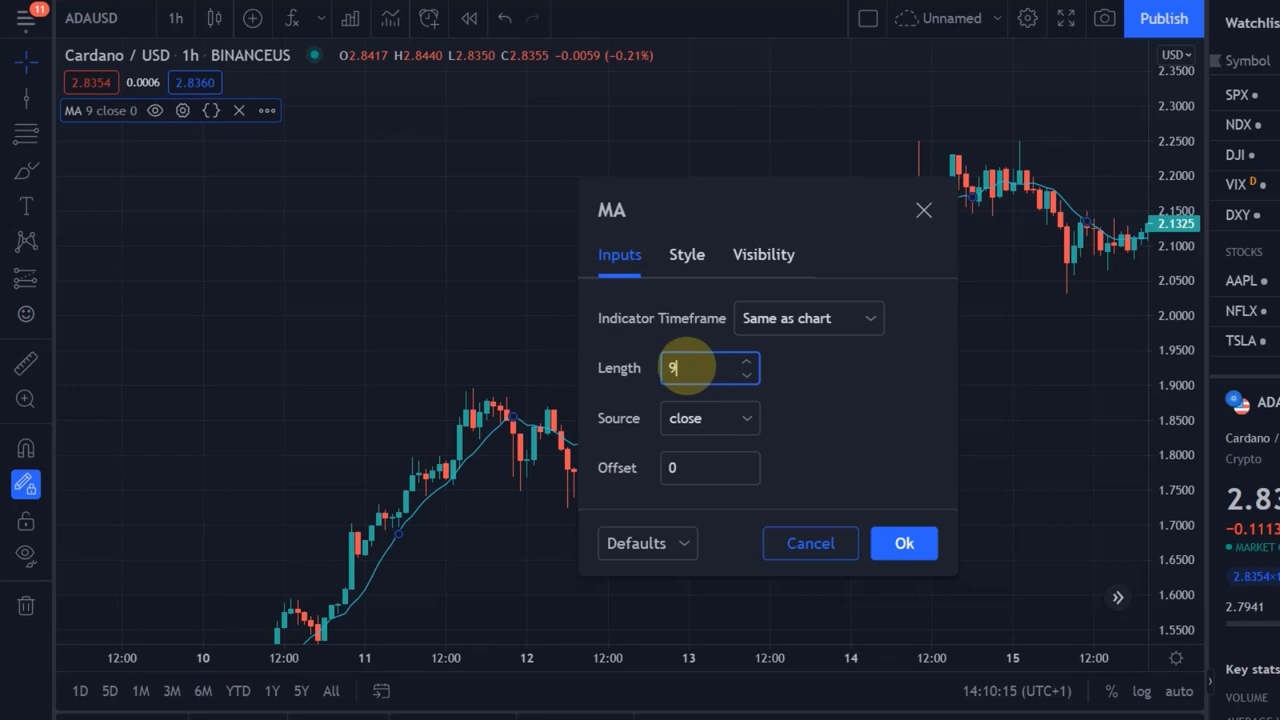 11
ADAUSD 1h Unnamed Publish Watchlis
Cardano / USD · 1h · BINANCEUS O2.8417 H2.8440 L2.8350 C2.8355 −0.0059 (−0.21%) USD
2.8354 0.0006 2.8360
MA 9 close 0
Symbol
SPX
NDX
DJI
VIX D
DXY
STOCKS
AAPL
NFLX
TSLA
ADA
Cardano /
Crypto
2.83
−0.1113
MARKET
2.8354×1
2.7941
Key stats
VOLUME
2.3500
2.3000
2.2500
2.2000
2.1500
2.1325
2.1000
2.0500
2.0000
1.9500
1.9000
1.8500
1.8000
1.7500
1.7000
1.6500
1.6000
1.5500
MA
Inputs Style Visibility
Indicator Timeframe Same as chart
Length 9
Source close
Offset 0
Defaults Cancel Ok
12:00 10 12:00 11 12:00 12 12:00 13 12:00 14 12:00 15 12:00
1D 5D 1M 3M 6M YTD 1Y 5Y All 14:10:15 (UTC+1) % log auto